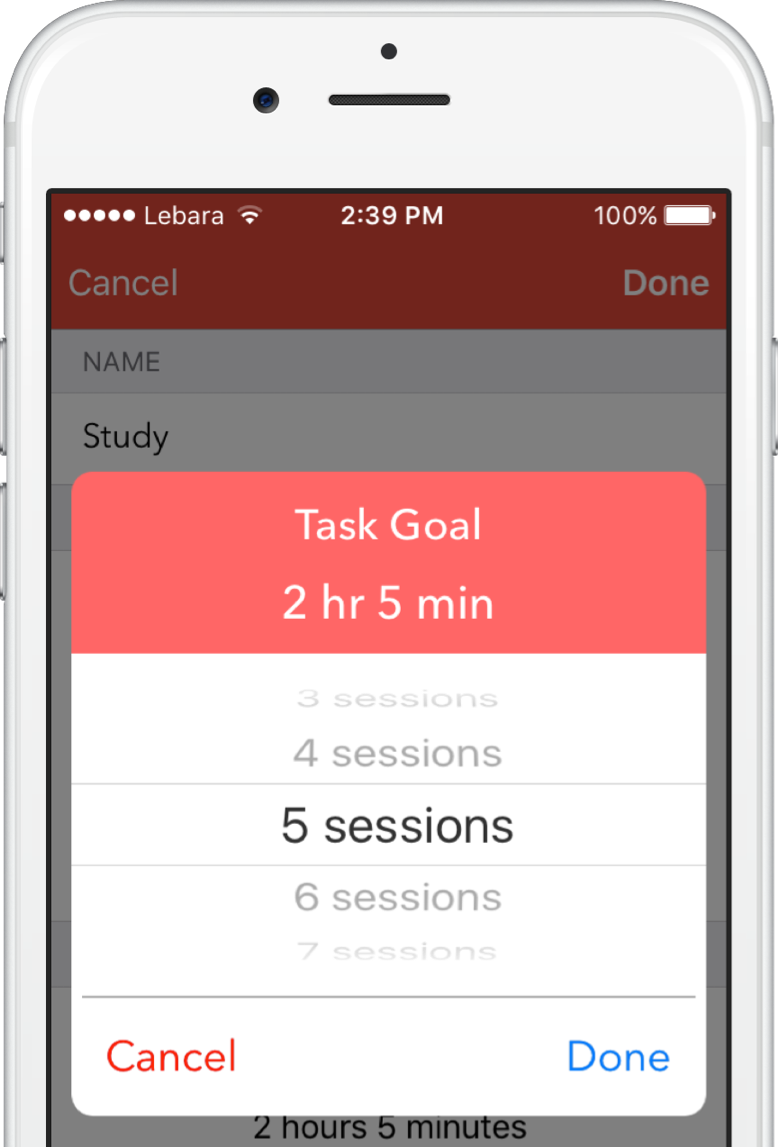 Lebara 2:39 PM 100%
Cancel Done
NAME
Study
Task Goal
2 hr 5 min
3 sessions
4 sessions
5 sessions
6 sessions
7 sessions
Cancel Done
2 hours 5 minutes